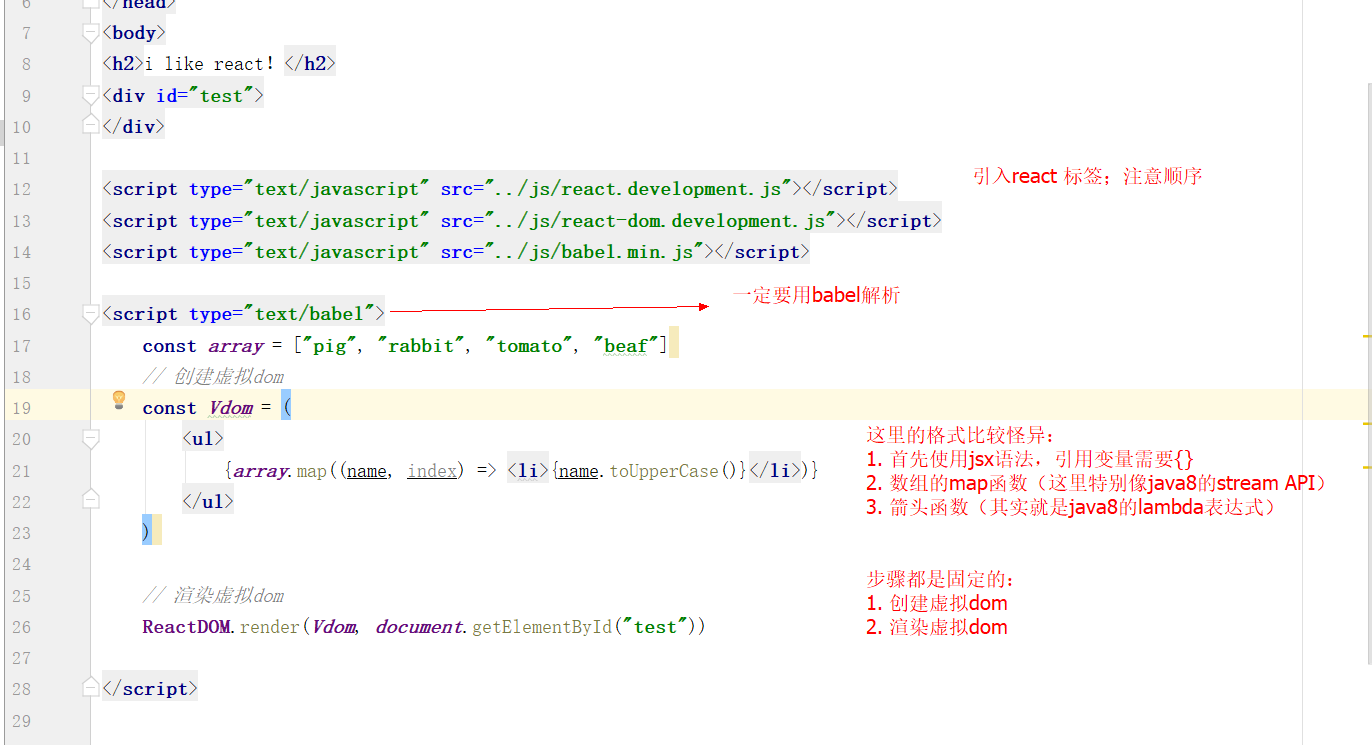 6 </head>
7 <body>
8 <h2>i like react! </h2>
9 <div id="test">
10 </div>
11
12 <script type="text/javascript" src="../js/react.development.js"></script>
引入react 标签；注意顺序
13 <script type="text/javascript" src="../js/react-dom.development.js"></script>
14 <script type="text/javascript" src="../js/babel.min.js"></script>
15
16 <script type="text/babel">
一定要用babel解析
17 const array = ["pig", "rabbit", "tomato", "beaf"]
18 // 创建虚拟dom
19 const Vdom = (
20 <ul>
21 {array.map((name, index) => <li>{name.toUpperCase()}</li>)}
22 </ul>
23 )
这里的格式比较怪异：
1. 首先使用jsx语法，引用变量需要{}
2. 数组的map函数（这里特别像java8的stream API）
3. 箭头函数（其实就是java8的lambda表达式）
24
25 // 渲染虚拟dom
26 ReactDOM.render(Vdom, document.getElementById("test"))
步骤都是固定的：
1. 创建虚拟dom
2. 渲染虚拟dom
27
28 </script>
29